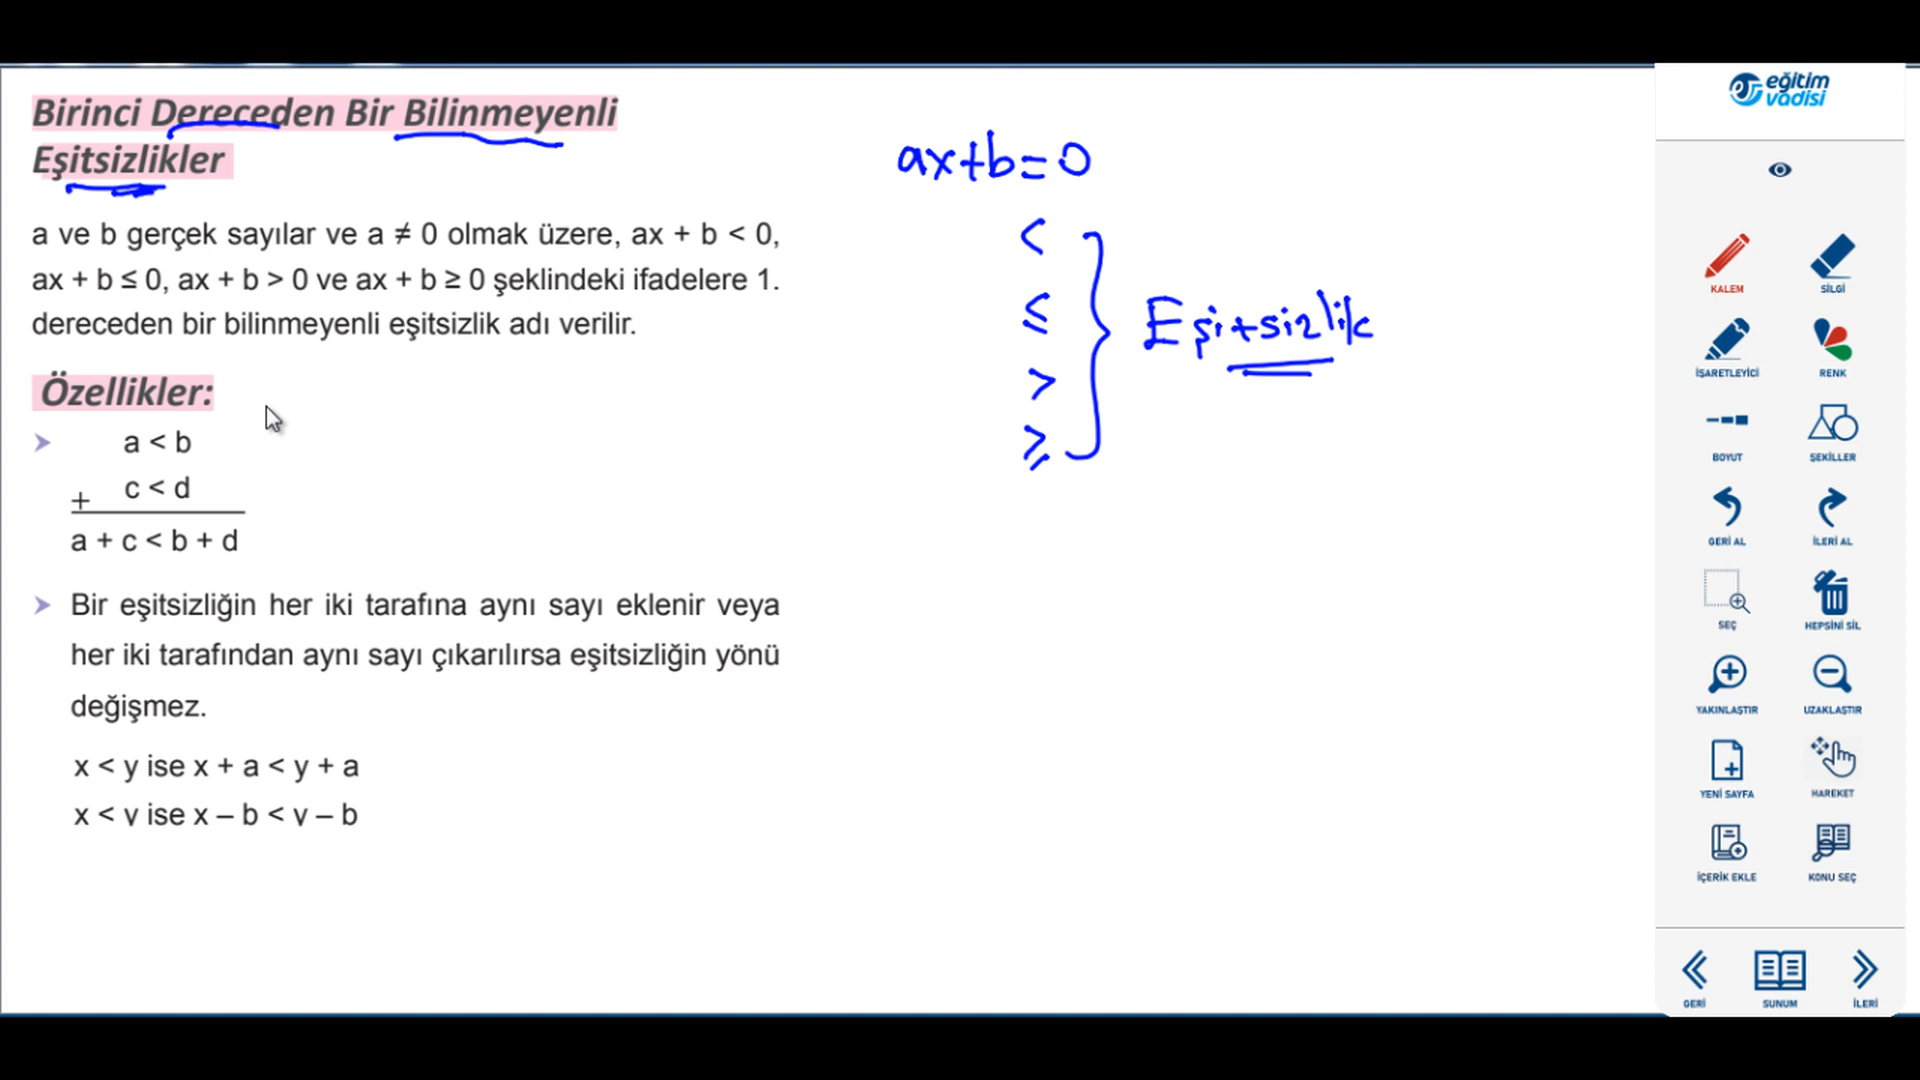 Birinci Dereceden Bir Bilinmeyenli
Eşitsizlikler
a ve b gerçek sayılar ve a ≠ 0 olmak üzere, ax + b < 0,
ax + b ≤ 0, ax + b > 0 ve ax + b ≥ 0 şeklindeki ifadelere 1.
dereceden bir bilinmeyenli eşitsizlik adı verilir.
Özellikler:
a < b
+ c < d
a + c < b + d
Bir eşitsizliğin her iki tarafına aynı sayı eklenir veya
her iki tarafından aynı sayı çıkarılırsa eşitsizliğin yönü
değişmez.
x < y ise x + a < y + a
x < y ise x – b < y – b
ax+b=0
<
≤
>
≥
Eşitsizlik
eğitim
vadisi
KALEM
SİLGİ
İŞARETLEYİCİ
RENK
BOYUT
ŞEKİLLER
GERİ AL
İLERİ AL
SEÇ
HEPSİNİ SİL
YAKINLAŞTIR
UZAKLAŞTIR
YENİ SAYFA
HAREKET
İÇERİK EKLE
KONU SEÇ
GERİ
SUNUM
İLERİ